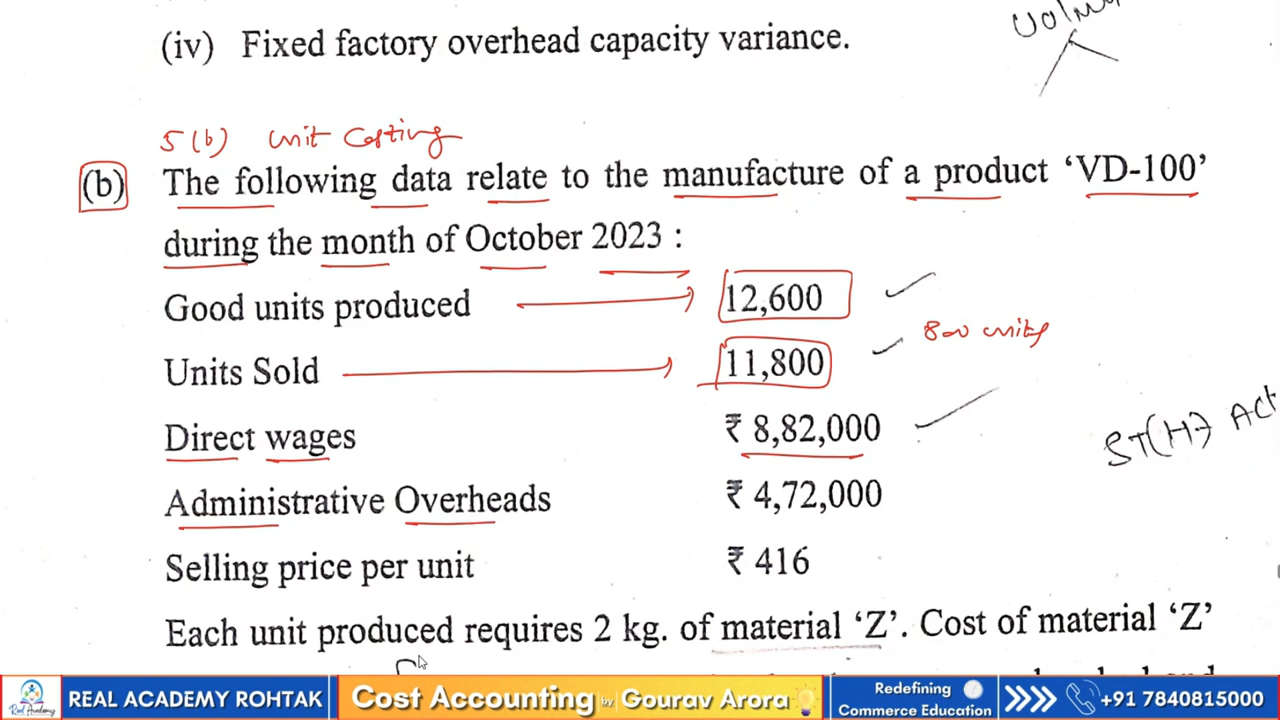 (iv) Fixed factory overhead capacity variance.
5(b) unit Costing
(b) The following data relate to the manufacture of a product ‘VD-100’
during the month of October 2023 :
Good units produced 12,600
800 units
Units Sold 11,800
Direct wages ₹ 8,82,000
ST(H) Act
Administrative Overheads ₹ 4,72,000
Selling price per unit ₹ 416
Each unit produced requires 2 kg. of material ‘Z’. Cost of material ‘Z’
REAL ACADEMY ROHTAK
Cost Accounting by Gourav Arora
Redefining
Commerce Education
+91 7840815000
Real Academy